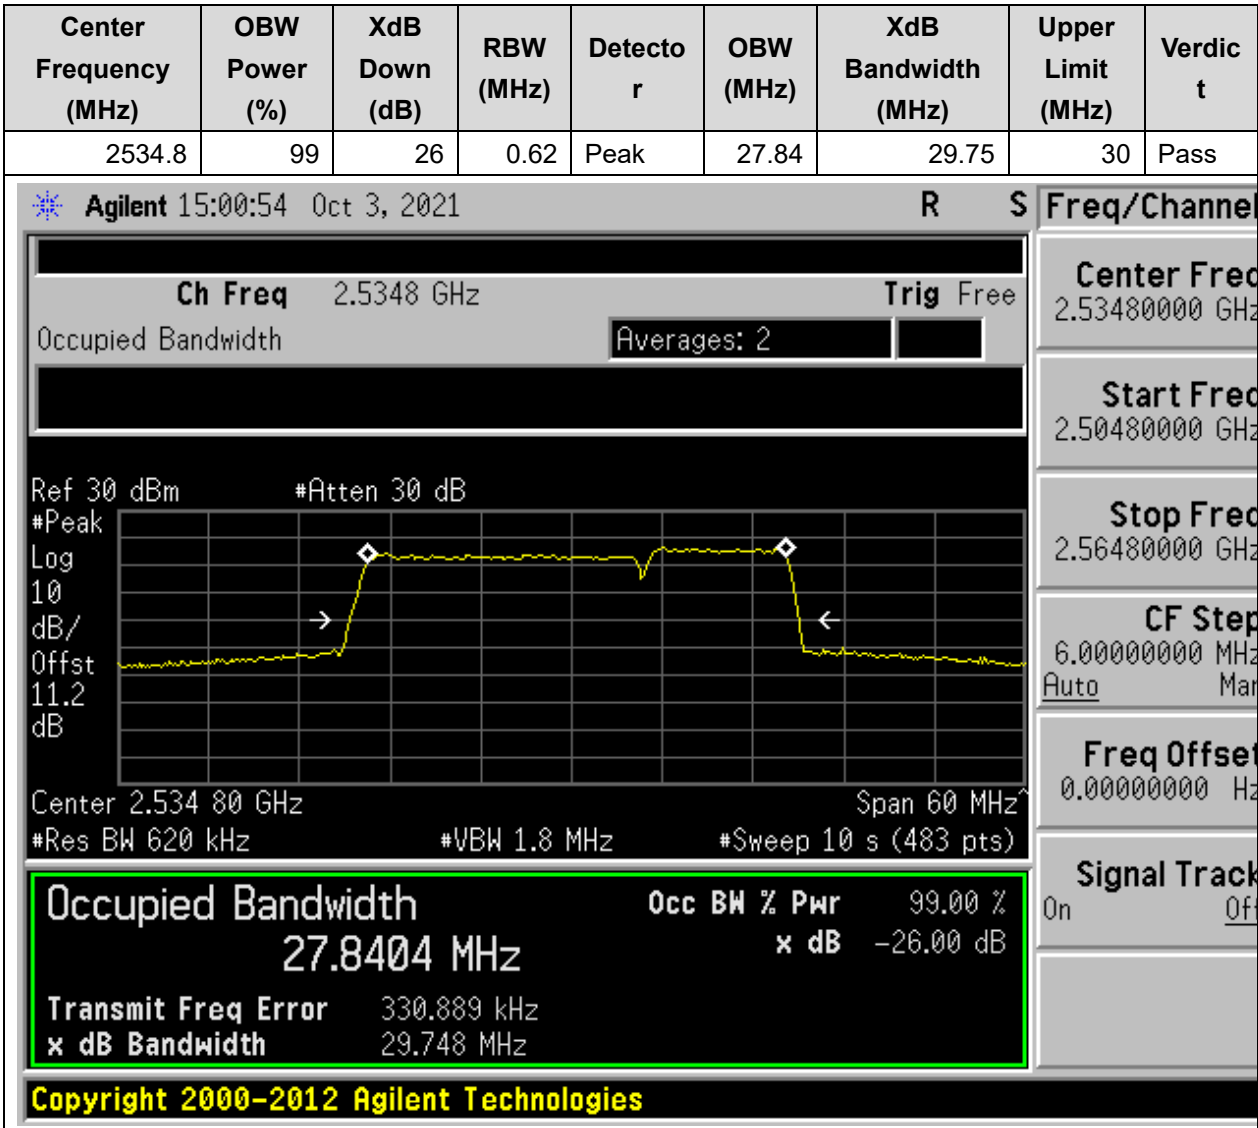 Center Frequency (MHz) OBW Power (%) XdB Down (dB) RBW (MHz) Detector OBW (MHz) XdB Bandwidth (MHz) Upper Limit (MHz) Verdict
2534.8 99 26 0.62 Peak 27.84 29.75 30 Pass
Agilent 15:00:54 Oct 3, 2021 R S Freq/Channel
Ch Freq 2.5348 GHz Trig Free
Occupied Bandwidth Averages: 2
Center Freq
2.53480000 GHz
Start Freq
2.50480000 GHz
Stop Freq
2.56480000 GHz
CF Step
6.00000000 MHz
Auto Man
Freq Offset
0.00000000 Hz
Signal Track
On Off
Ref 30 dBm #Atten 30 dB
#Peak
Log
10
dB/
Offst
11.2
dB
Center 2.534 80 GHz Span 60 MHz^
#Res BW 620 kHz #VBW 1.8 MHz #Sweep 10 s (483 pts)
Occupied Bandwidth Occ BW % Pwr 99.00 %
27.8404 MHz x dB -26.00 dB
Transmit Freq Error 330.889 kHz
x dB Bandwidth 29.748 MHz
Copyright 2000-2012 Agilent Technologies